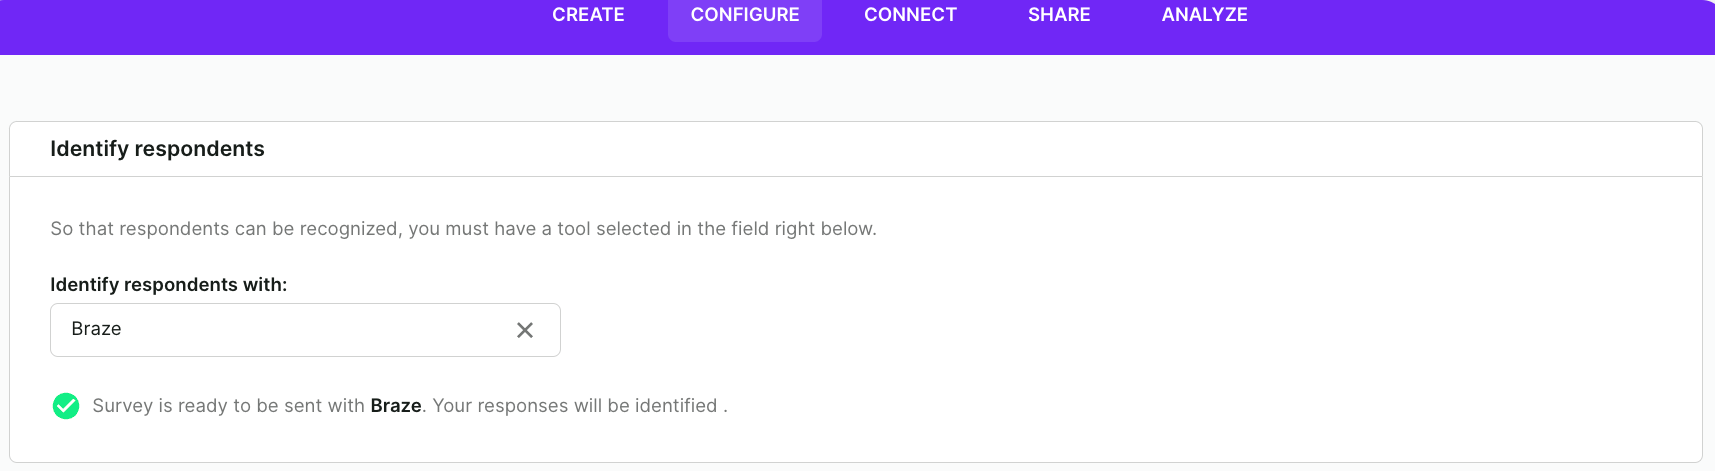 CREATE CONFIGURE CONNECT SHARE ANALYZE
Identify respondents
So that respondents can be recognized, you must have a tool selected in the field right below.
Identify respondents with:
Braze
Survey is ready to be sent with Braze. Your responses will be identified .